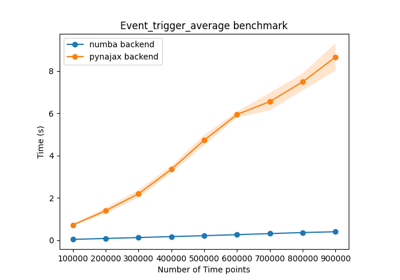 Event_trigger_average benchmark
numba backend
pynajax backend
8
6
4
2
0
Time (s)
100000 200000 300000 400000 500000 600000 700000 800000 900000
Number of Time points